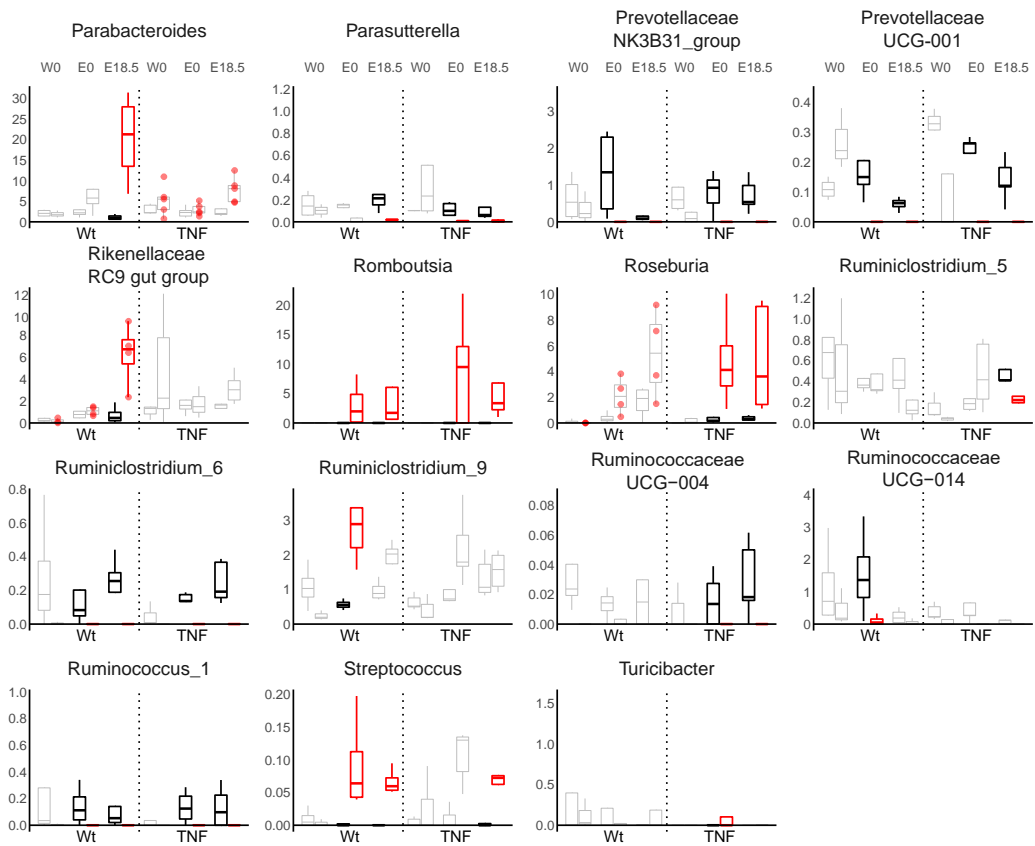 Parabacteroides
Parasutterella
Prevotellaceae
NK3B31_group
Prevotellaceae
UCG-001
W0 E0 E18.5 W0 E0 E18.5
W0 E0 E18.5 W0 E0 E18.5
W0 E0 E18.5 W0 E0 E18.5
W0 E0 E18.5 W0 E0 E18.5
30
25
20
15
10
5
0
Wt TNF
1.2
1.0
0.8
0.6
0.4
0.2
0.0
Wt TNF
3
2
1
0
Wt TNF
0.4
0.3
0.2
0.1
0.0
Wt TNF
Rikenellaceae
RC9 gut group
Romboutsia
Roseburia
Ruminiclostridium_5
12
10
8
6
4
2
0
Wt TNF
20
15
10
5
0
Wt TNF
10
8
6
4
2
0
Wt TNF
1.2
1.0
0.8
0.6
0.4
0.2
0.0
Wt TNF
Ruminiclostridium_6
Ruminiclostridium_9
Ruminococcaceae
UCG−004
Ruminococcaceae
UCG−014
0.8
0.6
0.4
0.2
0.0
Wt TNF
3
2
1
0
Wt TNF
0.08
0.06
0.04
0.02
0.00
Wt TNF
4
3
2
1
0
Wt TNF
Ruminococcus_1
Streptococcus
Turicibacter
1.0
0.8
0.6
0.4
0.2
0.0
Wt TNF
0.20
0.15
0.10
0.05
0.00
Wt TNF
1.5
1.0
0.5
0.0
Wt TNF